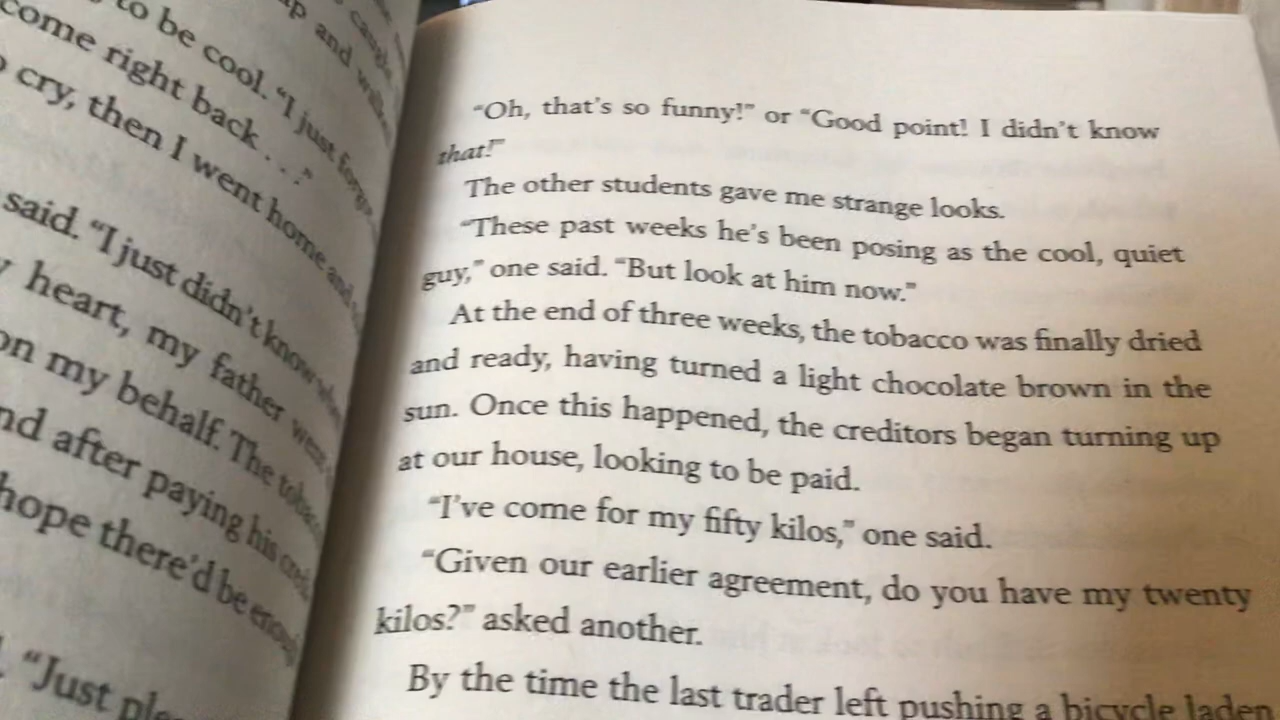 to be cool. "I just
come right back . . ."
cry, then I went home and
said. "I just didn't know
heart, my father went
on my behalf. The
nd after paying his
hope there'd be enough
"Just
"Oh, that's so funny!" or "Good point! I didn't know
that!"
The other students gave me strange looks.
"These past weeks he's been posing as the cool, quiet
guy," one said. "But look at him now."
At the end of three weeks, the tobacco was finally dried
and ready, having turned a light chocolate brown in the
sun. Once this happened, the creditors began turning up
at our house, looking to be paid.
"I've come for my fifty kilos," one said.
"Given our earlier agreement, do you have my twenty
kilos?" asked another.
By the time the last trader left pushing a bicycle laden